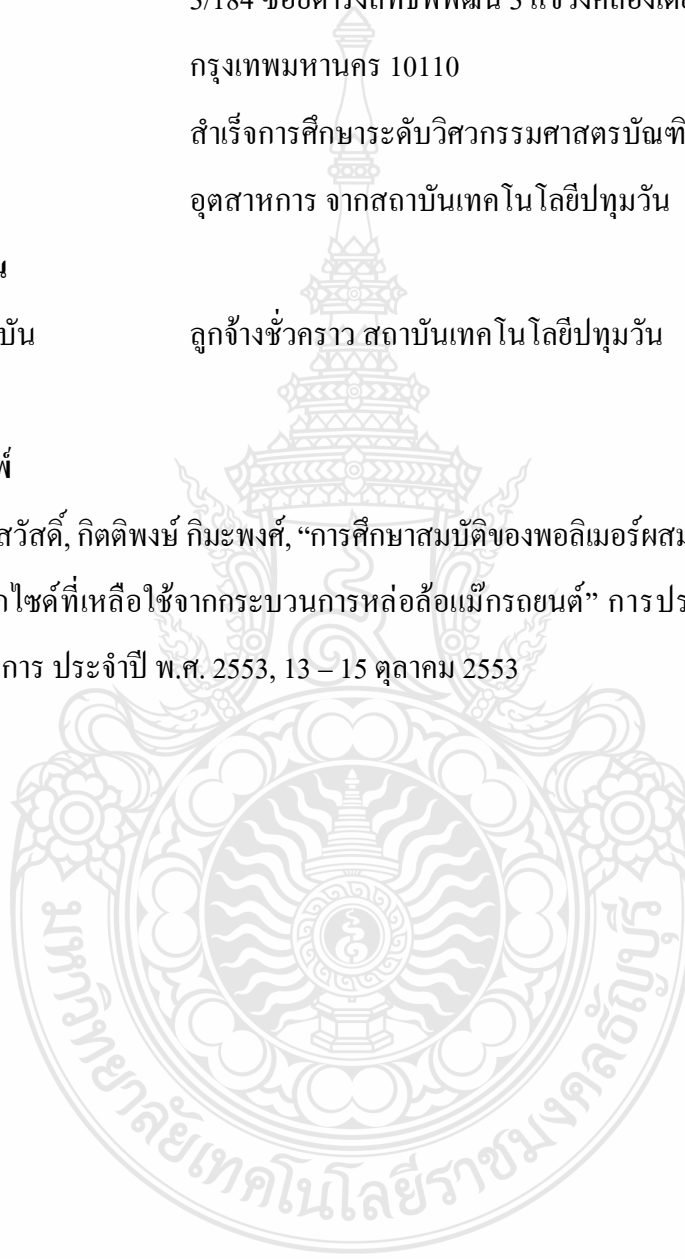 กรุงเทพมหานคร 10110
สำเร็จการศึกษาระดับวิศวกรรมศาสตรบัณฑิ
อุตสาหการ จากสถาบันเทคโนโลยีปทุมวัน
น
บัน ลูกจ้างชั่วคราว สถาบันเทคโนโลยีปทุมวัน
พ์
สวัสดิ์, กิตติพงษ์ กิมะพงศ์, “การศึกษาสมบัติของพอลิเมอร์ผสม
กไซด์ที่เหลือใช้จากกระบวนการหล่อล้อแม๊กรถยนต์” การประ
การ ประจำปี พ.ศ. 2553, 13 – 15 ตุลาคม 2553
มหาวิทยาลัยเทคโนโลยีราชมงคลธัญบุรี